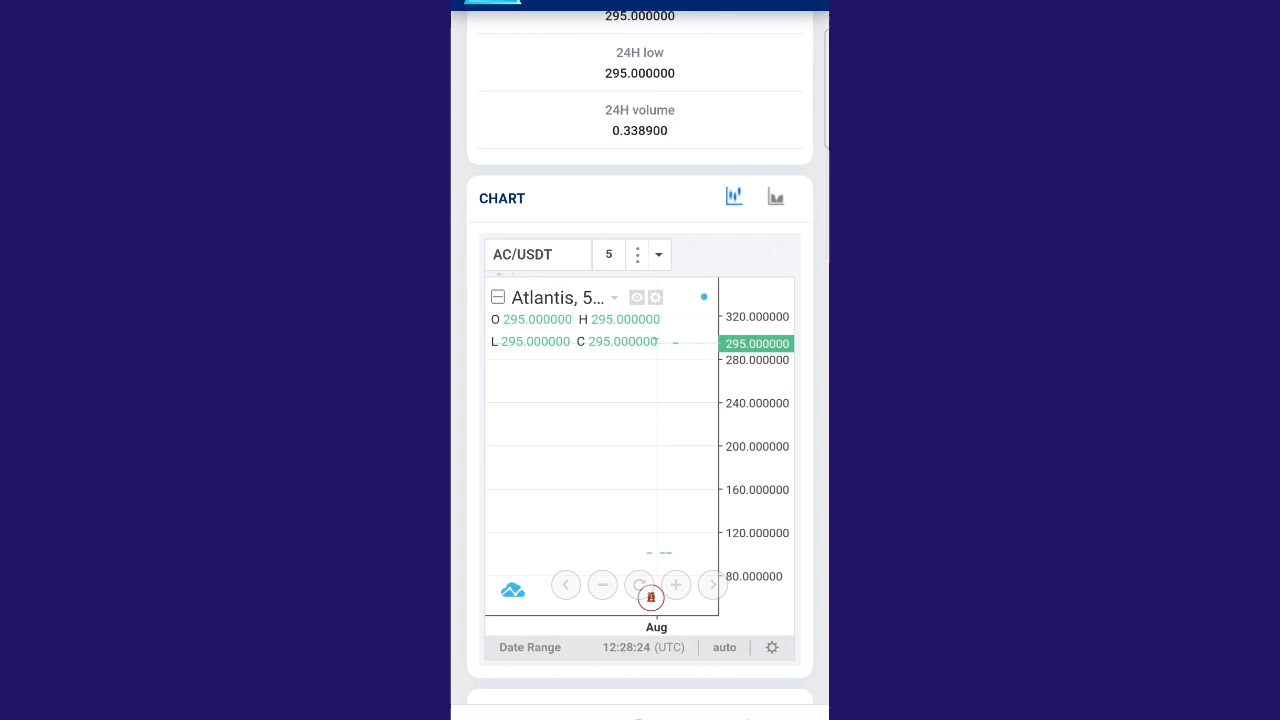 295.000000
24H low
295.000000
24H volume
0.338900
CHART
AC/USDT 5
Atlantis, 5...
O 295.000000 H 295.000000
L 295.000000 C 295.000000
320.000000
295.000000
280.000000
240.000000
200.000000
160.000000
120.000000
80.000000
Aug
Date Range 12:28:24 (UTC) auto